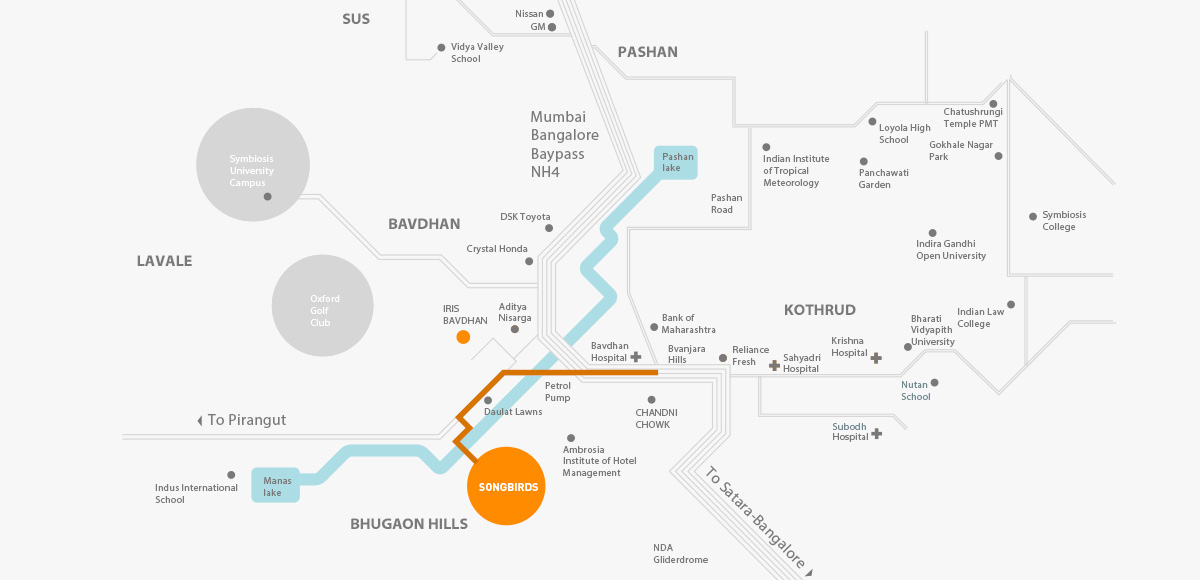 SUS
Nissan
GM
Vidya Valley
School
PASHAN
Mumbai
Bangalore
Baypass
NH4
Chatushrungi
Temple PMT
Loyola High
School
Gokhale Nagar
Park
Pashan
lake
Indian Institute
of Tropical
Meteorology
Panchawati
Garden
Symbiosis
University
Campus
Pashan
Road
BAVDHAN
DSK Toyota
Symbiosis
College
Crystal Honda
Indira Gandhi
Open University
LAVALE
Oxford
Golf
Club
IRIS
BAVDHAN
Aditya
Nisarga
KOTHRUD
Bank of
Maharashtra
Indian Law
College
Bharati
Vidyapith
University
Bavdhan
Hospital
Bvanjara
Hills
Reliance
Fresh
Sahyadri
Hospital
Krishna
Hospital
Nutan
School
Petrol
Pump
Daulat Lawns
CHANDNI
CHOWK
To Pirangut
Subodh
Hospital
Ambrosia
Institute of Hotel
Management
Indus International
School
Manas
lake
SONGBIRDS
BHUGAON HILLS
To Satara-Bangalore
NDA
Gliderdrome